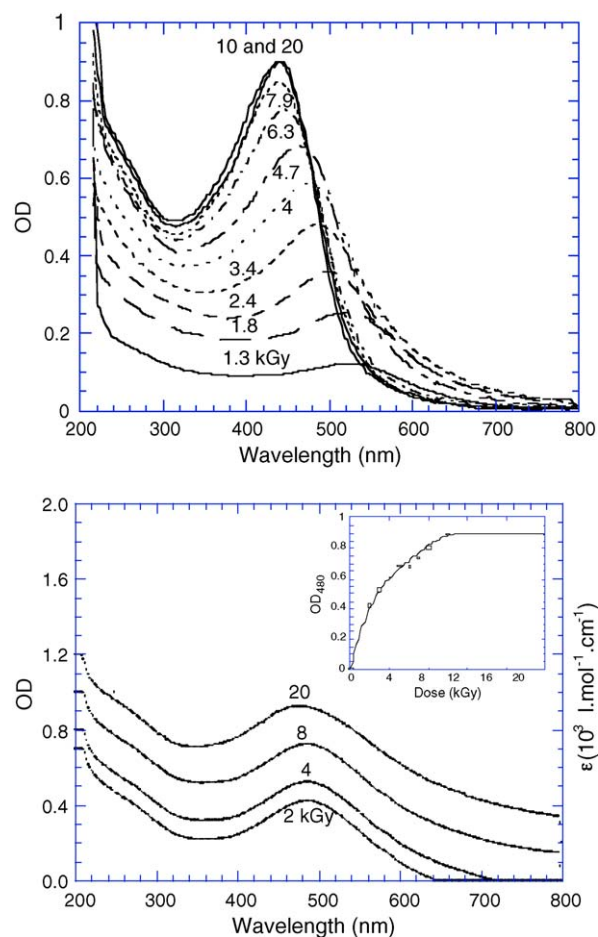 1
0.8
0.6
0.4
0.2
0
OD
10 and 20
7.9
6.3
4.7
4
3.4
2.4
1.8
1.3 kGy
200 300 400 500 600 700 800
Wavelength (nm)
2.0
1.6
1.2
0.8
0.4
0.0
OD
1
0.8
0.6
0.4
0.2
0
OD480
0 4 8 12 16 20
Dose (kGy)
20
8
4
2 kGy
ε (10³ l.mol⁻¹.cm⁻¹)
200 300 400 500 600 700 800
Wavelength (nm)